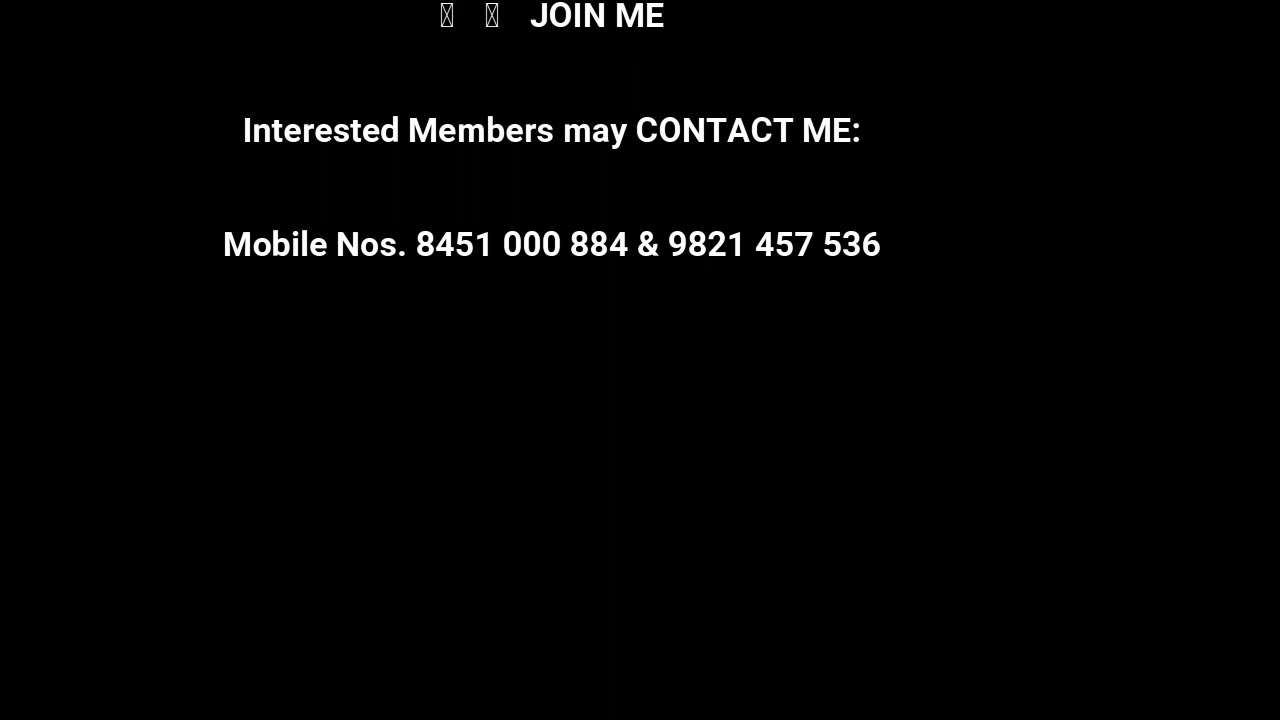 JOIN ME
Interested Members may CONTACT ME:
Mobile Nos. 8451 000 884 & 9821 457 536